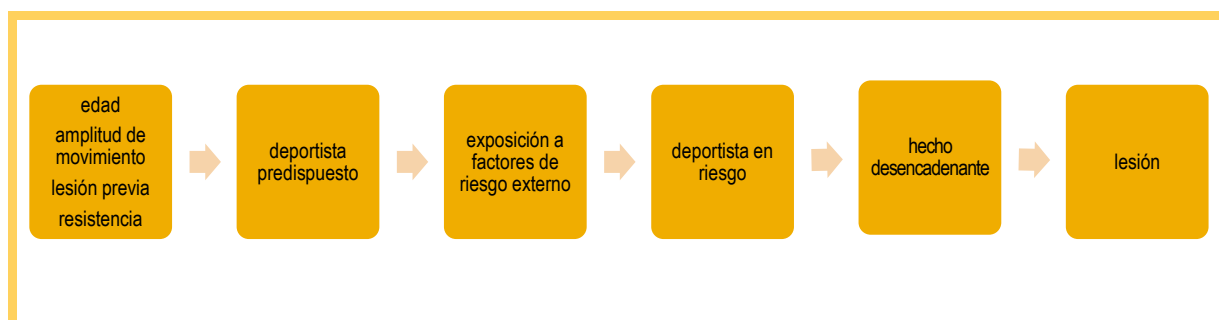 edad
amplitud de
movimiento
lesión previa
resistencia
deportista
predispuesto
exposición a
factores de
riesgo externo
deportista en
riesgo
hecho
desencadenante
lesión